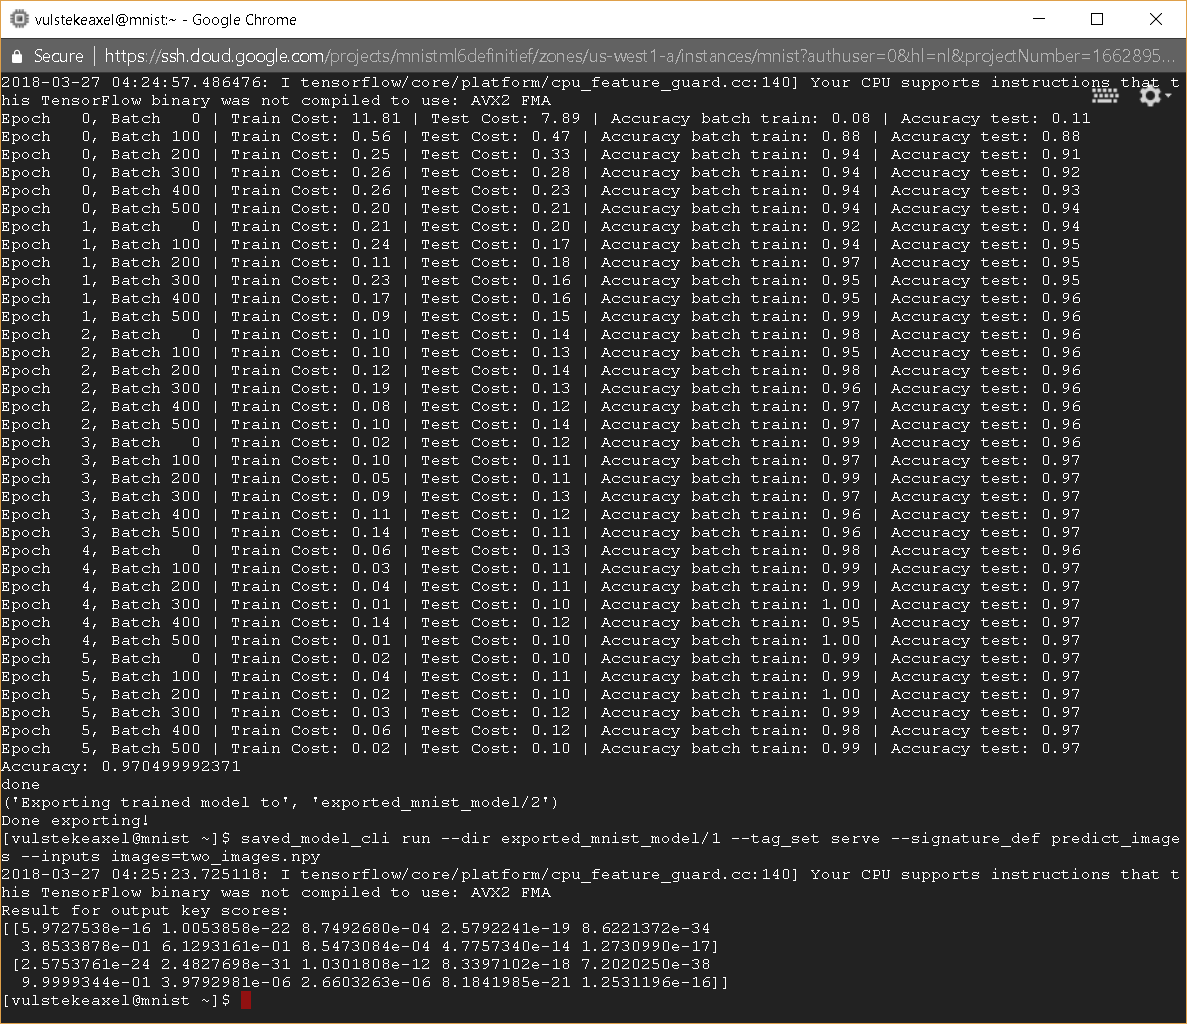 vulstekeaxel@mnist:~ - Google Chrome
Secure | https://ssh.cloud.google.com/projects/mnistml6definitief/zones/us-west1-a/instances/mnist?authuser=0&hl=nl&projectNumber=1662895...
2018-03-27 04:24:57.486476: I tensorflow/core/platform/cpu_feature_guard.cc:140] Your CPU supports instructions that t
his TensorFlow binary was not compiled to use: AVX2 FMA
Epoch   0, Batch   0 | Train Cost: 11.81 | Test Cost: 7.89 | Accuracy batch train: 0.08 | Accuracy test: 0.11
Epoch   0, Batch 100 | Train Cost: 0.56 | Test Cost: 0.47 | Accuracy batch train: 0.88 | Accuracy test: 0.88
Epoch   0, Batch 200 | Train Cost: 0.25 | Test Cost: 0.33 | Accuracy batch train: 0.94 | Accuracy test: 0.91
Epoch   0, Batch 300 | Train Cost: 0.26 | Test Cost: 0.28 | Accuracy batch train: 0.94 | Accuracy test: 0.92
Epoch   0, Batch 400 | Train Cost: 0.26 | Test Cost: 0.23 | Accuracy batch train: 0.94 | Accuracy test: 0.93
Epoch   0, Batch 500 | Train Cost: 0.20 | Test Cost: 0.21 | Accuracy batch train: 0.94 | Accuracy test: 0.94
Epoch   1, Batch   0 | Train Cost: 0.21 | Test Cost: 0.20 | Accuracy batch train: 0.92 | Accuracy test: 0.94
Epoch   1, Batch 100 | Train Cost: 0.24 | Test Cost: 0.17 | Accuracy batch train: 0.94 | Accuracy test: 0.95
Epoch   1, Batch 200 | Train Cost: 0.11 | Test Cost: 0.18 | Accuracy batch train: 0.97 | Accuracy test: 0.95
Epoch   1, Batch 300 | Train Cost: 0.23 | Test Cost: 0.16 | Accuracy batch train: 0.95 | Accuracy test: 0.95
Epoch   1, Batch 400 | Train Cost: 0.17 | Test Cost: 0.16 | Accuracy batch train: 0.95 | Accuracy test: 0.96
Epoch   1, Batch 500 | Train Cost: 0.09 | Test Cost: 0.15 | Accuracy batch train: 0.99 | Accuracy test: 0.96
Epoch   2, Batch   0 | Train Cost: 0.10 | Test Cost: 0.14 | Accuracy batch train: 0.98 | Accuracy test: 0.96
Epoch   2, Batch 100 | Train Cost: 0.10 | Test Cost: 0.13 | Accuracy batch train: 0.95 | Accuracy test: 0.96
Epoch   2, Batch 200 | Train Cost: 0.12 | Test Cost: 0.14 | Accuracy batch train: 0.98 | Accuracy test: 0.96
Epoch   2, Batch 300 | Train Cost: 0.19 | Test Cost: 0.13 | Accuracy batch train: 0.96 | Accuracy test: 0.96
Epoch   2, Batch 400 | Train Cost: 0.08 | Test Cost: 0.12 | Accuracy batch train: 0.97 | Accuracy test: 0.96
Epoch   2, Batch 500 | Train Cost: 0.10 | Test Cost: 0.14 | Accuracy batch train: 0.97 | Accuracy test: 0.96
Epoch   3, Batch   0 | Train Cost: 0.02 | Test Cost: 0.12 | Accuracy batch train: 0.99 | Accuracy test: 0.96
Epoch   3, Batch 100 | Train Cost: 0.10 | Test Cost: 0.11 | Accuracy batch train: 0.97 | Accuracy test: 0.97
Epoch   3, Batch 200 | Train Cost: 0.05 | Test Cost: 0.11 | Accuracy batch train: 0.99 | Accuracy test: 0.97
Epoch   3, Batch 300 | Train Cost: 0.09 | Test Cost: 0.13 | Accuracy batch train: 0.97 | Accuracy test: 0.97
Epoch   3, Batch 400 | Train Cost: 0.11 | Test Cost: 0.12 | Accuracy batch train: 0.96 | Accuracy test: 0.97
Epoch   3, Batch 500 | Train Cost: 0.14 | Test Cost: 0.11 | Accuracy batch train: 0.96 | Accuracy test: 0.97
Epoch   4, Batch   0 | Train Cost: 0.06 | Test Cost: 0.13 | Accuracy batch train: 0.98 | Accuracy test: 0.96
Epoch   4, Batch 100 | Train Cost: 0.03 | Test Cost: 0.11 | Accuracy batch train: 0.99 | Accuracy test: 0.97
Epoch   4, Batch 200 | Train Cost: 0.04 | Test Cost: 0.11 | Accuracy batch train: 0.99 | Accuracy test: 0.97
Epoch   4, Batch 300 | Train Cost: 0.01 | Test Cost: 0.10 | Accuracy batch train: 1.00 | Accuracy test: 0.97
Epoch   4, Batch 400 | Train Cost: 0.14 | Test Cost: 0.12 | Accuracy batch train: 0.95 | Accuracy test: 0.97
Epoch   4, Batch 500 | Train Cost: 0.01 | Test Cost: 0.10 | Accuracy batch train: 1.00 | Accuracy test: 0.97
Epoch   5, Batch   0 | Train Cost: 0.02 | Test Cost: 0.10 | Accuracy batch train: 0.99 | Accuracy test: 0.97
Epoch   5, Batch 100 | Train Cost: 0.04 | Test Cost: 0.11 | Accuracy batch train: 0.99 | Accuracy test: 0.97
Epoch   5, Batch 200 | Train Cost: 0.02 | Test Cost: 0.10 | Accuracy batch train: 1.00 | Accuracy test: 0.97
Epoch   5, Batch 300 | Train Cost: 0.03 | Test Cost: 0.12 | Accuracy batch train: 0.99 | Accuracy test: 0.97
Epoch   5, Batch 400 | Train Cost: 0.06 | Test Cost: 0.12 | Accuracy batch train: 0.98 | Accuracy test: 0.97
Epoch   5, Batch 500 | Train Cost: 0.02 | Test Cost: 0.10 | Accuracy batch train: 0.99 | Accuracy test: 0.97
Accuracy: 0.970499992371
done
('Exporting trained model to', 'exported_mnist_model/2')
Done exporting!
[vulstekeaxel@mnist ~]$ saved_model_cli run --dir exported_mnist_model/1 --tag_set serve --signature_def predict_image
s --inputs images=two_images.npy
2018-03-27 04:25:23.725118: I tensorflow/core/platform/cpu_feature_guard.cc:140] Your CPU supports instructions that t
his TensorFlow binary was not compiled to use: AVX2 FMA
Result for output key scores:
[[5.9727538e-16 1.0053858e-22 8.7492680e-04 2.5792241e-19 8.6221372e-34
  3.8533878e-01 6.1293161e-01 8.5473084e-04 4.7757340e-14 1.2730990e-17]
 [2.5753761e-24 2.4827698e-31 1.0301808e-12 8.3397102e-18 7.2020250e-38
  9.9999344e-01 3.9792981e-06 2.6603263e-06 8.1841985e-21 1.2531196e-16]]
[vulstekeaxel@mnist ~]$